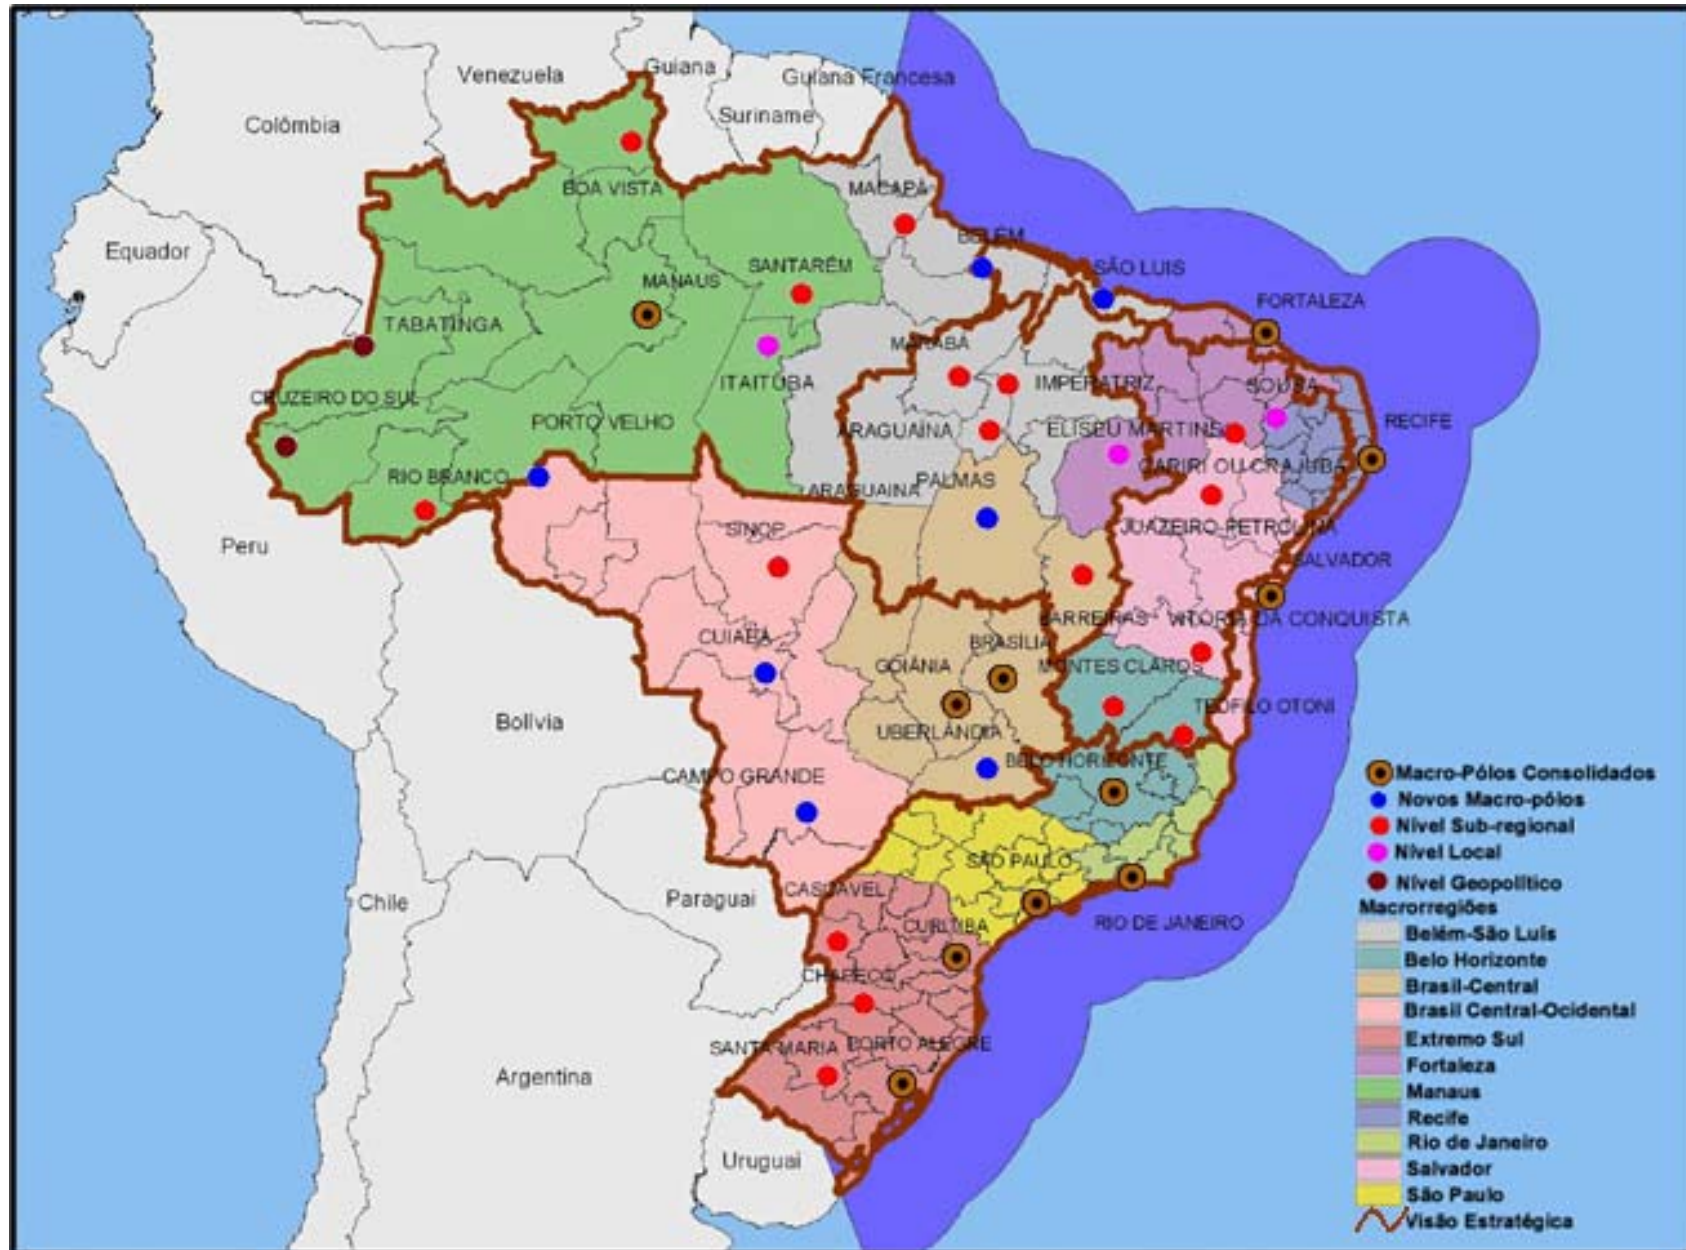 Venezuela
Guiana
Guiana Francesa
Suriname
Colômbia
Equador
Peru
Bolívia
Chile
Paraguai
Argentina
Uruguai
BOA VISTA
MACAPÁ
BELÉM
SÃO LUIS
FORTALEZA
SANTARÉM
MANAUS
TABATINGA
MARABÁ
ITAITUBA
IMPERATRIZ
SOUSA
CRUZEIRO DO SUL
PORTO VELHO
ARAGUAÍNA
ELISEU MARTINS
RECIFE
RIO BRANCO
CARIRI OU CRAJUBA
ARAGUAINA
PALMAS
SINOP
JUAZEIRO-PETROLINA
SALVADOR
BARREIRAS
VITÓRIA DA CONQUISTA
CUIABÁ
BRASÍLIA
GOIÂNIA
MONTES CLAROS
TEÓFILO OTONI
UBERLÂNDIA
BELO HORIZONTE
CAMPO GRANDE
SÃO PAULO
CASCAVEL
RIO DE JANEIRO
CURITIBA
CHAPECÓ
SANTA MARIA
PORTO ALEGRE
Macro-Pólos Consolidados
Novos Macro-pólos
Nível Sub-regional
Nível Local
Nível Geopolítico
Macrorregiões
Belém-São Luis
Belo Horizonte
Brasil-Central
Brasil Central-Ocidental
Extremo Sul
Fortaleza
Manaus
Recife
Rio de Janeiro
Salvador
São Paulo
Visão Estratégica